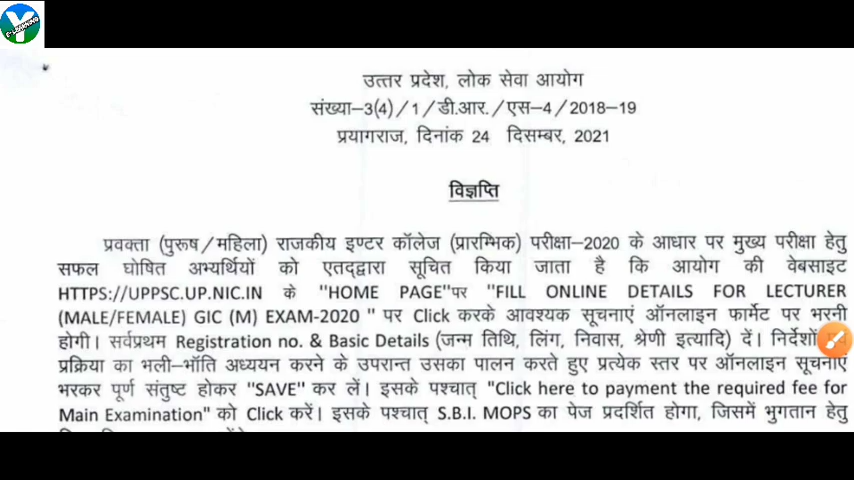 Y
E-LEARNING
उत्तर प्रदेश, लोक सेवा आयोग
संख्या–3(4)/1/डी.आर./एस–4/2018–19
प्रयागराज, दिनांक 24 दिसम्बर, 2021
विज्ञप्ति
प्रवक्ता (पुरूष/महिला) राजकीय इण्टर कॉलेज (प्रारम्भिक) परीक्षा–2020 के आधार पर मुख्य परीक्षा हेतु
सफल घोषित अभ्यर्थियों को एतद्द्वारा सूचित किया जाता है कि आयोग की वेबसाइट
HTTPS://UPPSC.UP.NIC.IN के "HOME PAGE"पर "FILL ONLINE DETAILS FOR LECTURER
(MALE/FEMALE) GIC (M) EXAM-2020 " पर Click करके आवश्यक सूचनाएं ऑनलाइन फार्मेट पर भरनी
होगी। सर्वप्रथम Registration no. & Basic Details (जन्म तिथि, लिंग, निवास, श्रेणी इत्यादि) दें। निर्देशों
प्रक्रिया का भली–भॉति अध्ययन करने के उपरान्त उसका पालन करते हुए प्रत्येक स्तर पर ऑनलाइन सूचनाएं
भरकर पूर्ण संतुष्ट होकर "SAVE" कर लें। इसके पश्चात् "Click here to payment the required fee for
Main Examination" को Click करें। इसके पश्चात् S.B.I. MOPS का पेज प्रदर्शित होगा, जिसमें भुगतान हेतु